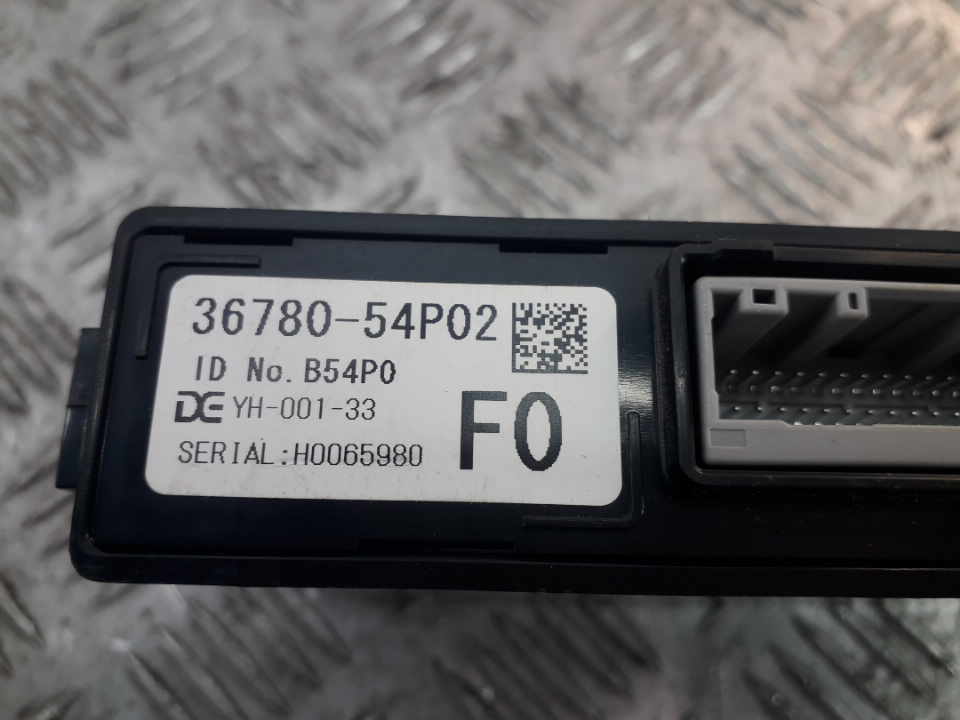 36780-54P02
ID No. B54P0
DE YH-001-33
SERIAL:H0065980
F0